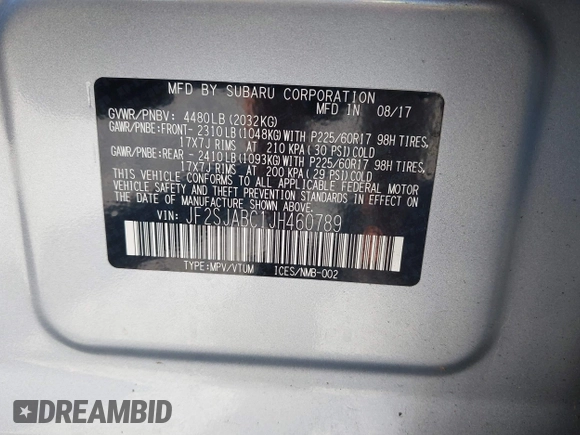 MFD BY SUBARU CORPORATION
MFD IN 08/17
GVWR/PNBV: 4480LB(2032KG)
GAWR/PNBE:FRONT- 2310LB(1048KG)WITH P225/60R17 98H TIRES,
17X7J RIMS AT 210 KPA(30 PSI)COLD
GAWR/PNBE:REAR - 2410LB(1093KG)WITH P225/60R17 98H TIRES,
17X7J RIMS AT 200 KPA(29 PSI)COLD
THIS VEHICLE CONFORMS TO ALL APPLICABLE FEDERAL MOTOR
VEHICLE SAFETY AND THEFT PREVENTION STANDARDS IN EFFECT ON
THE DATE OF MANUFACTURE SHOWN ABOVE.
VIN: JF2SJABC1JH460789
TYPE:MPV/VTUM ICES/NMB-002
DREAMBID